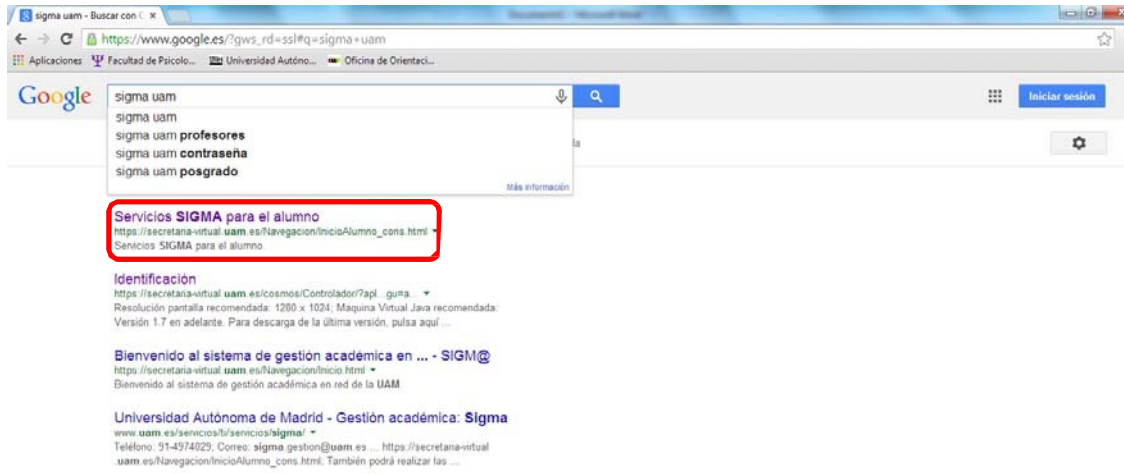 sigma uam - Buscar con C
https://www.google.es/?gws_rd=ssl#q=sigma+uam
Aplicaciones Facultad de Psicolo... Universidad Autóno... Oficina de Orientaci...
Google sigma uam Iniciar sesión
sigma uam
sigma uam profesores
sigma uam contraseña
sigma uam posgrado
Más información
Servicios SIGMA para el alumno
https://secretaria-virtual.uam.es/Navegacion/InicioAlumno_cons.html
Servicios SIGMA para el alumno.
Identificación
https://secretaria-virtual.uam.es/cosmos/Controlador/?apl...gu=a...
Resolución pantalla recomendada: 1280 x 1024; Maquina Virtual Java recomendada:
Versión 1.7 en adelante. Para descarga de la última versión, pulsa aquí ...
Bienvenido al sistema de gestión académica en ... - SIGM@
https://secretaria-virtual.uam.es/Navegacion/Inicio.html
Bienvenido al sistema de gestión académica en red de la UAM.
Universidad Autónoma de Madrid - Gestión académica: Sigma
www.uam.es/servicios/ti/servicios/sigma/
Teléfono: 91-4974029; Correo: sigma.gestion@uam.es ... https://secretaria-virtual
.uam.es/Navegacion/InicioAlumno_cons.html; También podrá realizar las ...